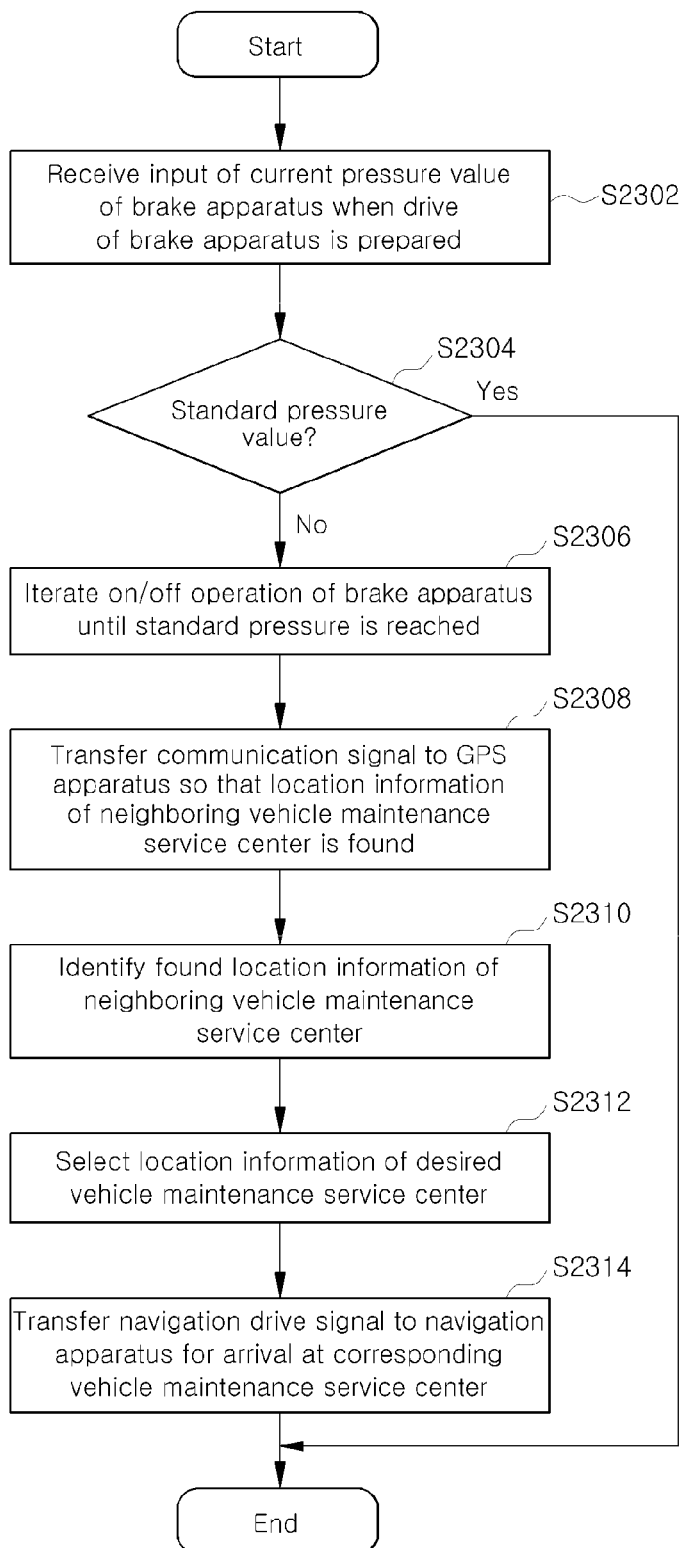 Start
Receive input of current pressure value
of brake apparatus when drive
of brake apparatus is prepared
S2302
S2304
Standard pressure
value?
Yes
No
S2306
Iterate on/off operation of brake apparatus
until standard pressure is reached
S2308
Transfer communication signal to GPS
apparatus so that location information
of neighboring vehicle maintenance
service center is found
S2310
Identify found location information of
neighboring vehicle maintenance
service center
S2312
Select location information of desired
vehicle maintenance service center
S2314
Transfer navigation drive signal to navigation
apparatus for arrival at corresponding
vehicle maintenance service center
End